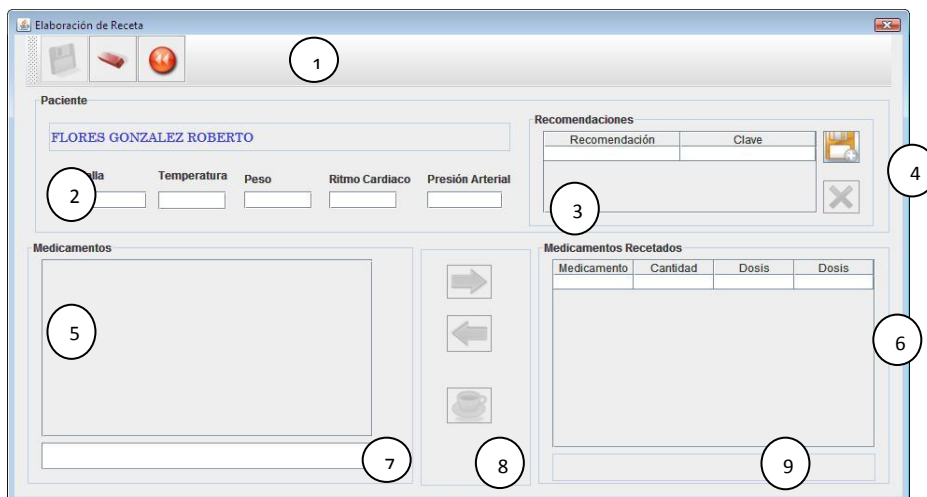 Elaboración de Receta
1
Paciente
FLORES GONZALEZ ROBERTO
Temperatura Peso Ritmo Cardiaco Presión Arterial
2
Recomendaciones
Recomendación Clave
3
4
Medicamentos
5
7
8
Medicamentos Recetados
Medicamento Cantidad Dosis Dosis
6
9